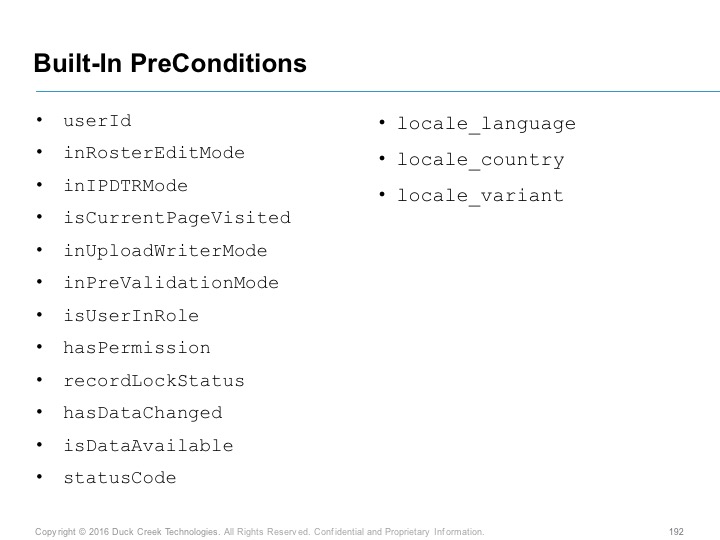 Built-In PreConditions
• userId
• inRosterEditMode
• inIPDTRMode
• isCurrentPageVisited
• inUploadWriterMode
• inPreValidationMode
• isUserInRole
• hasPermission
• recordLockStatus
• hasDataChanged
• isDataAvailable
• statusCode
• locale_language
• locale_country
• locale_variant
Copyright © 2016 Duck Creek Technologies. All Rights Reserved. Confidential and Proprietary Information.
192